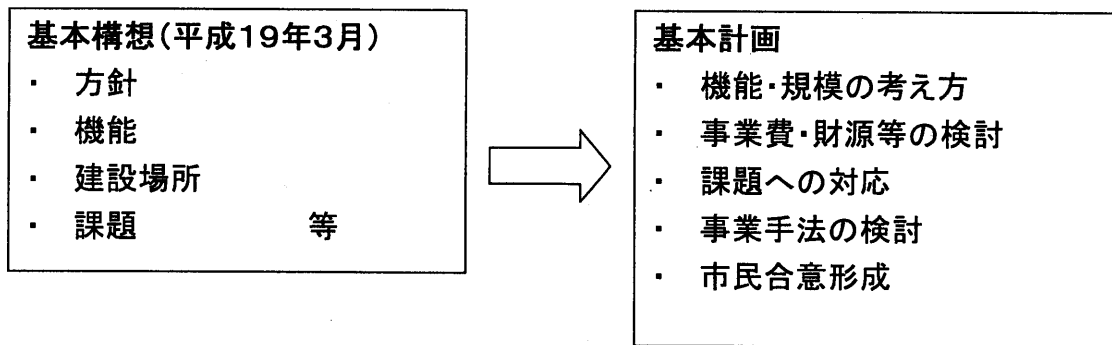 基本構想(平成19年3月)
・ 方針
・ 機能
・ 建設場所
・ 課題 等
基本計画
・ 機能・規模の考え方
・ 事業費・財源等の検討
・ 課題への対応
・ 事業手法の検討
・ 市民合意形成